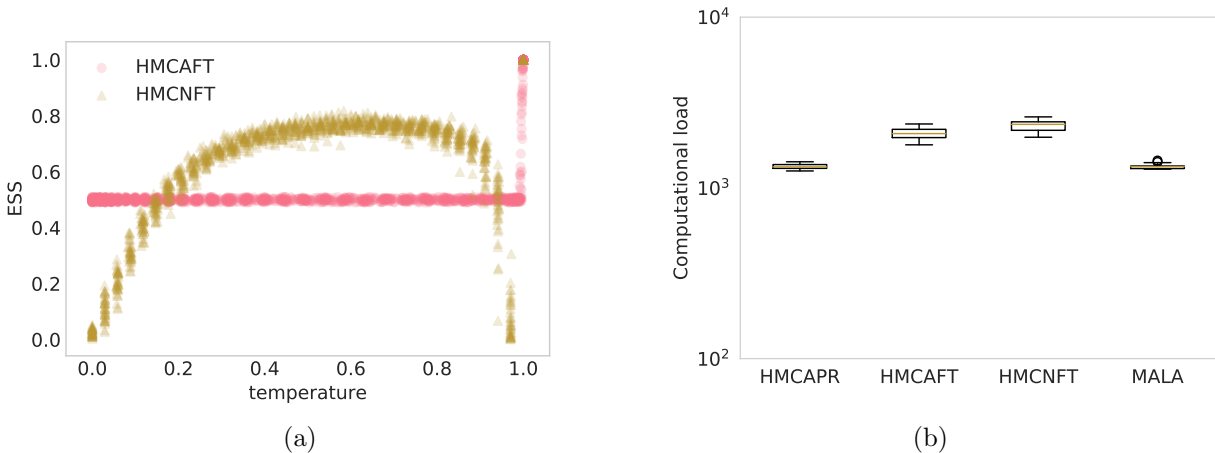 1.0
0.8
0.6
0.4
0.2
0.0
ESS
HMCAFT
HMCNFT
0.0 0.2 0.4 0.6 0.8 1.0
temperature
(a)
10^4
10^3
10^2
Computational load
HMCAPR HMCAFT HMCNFT MALA
(b)